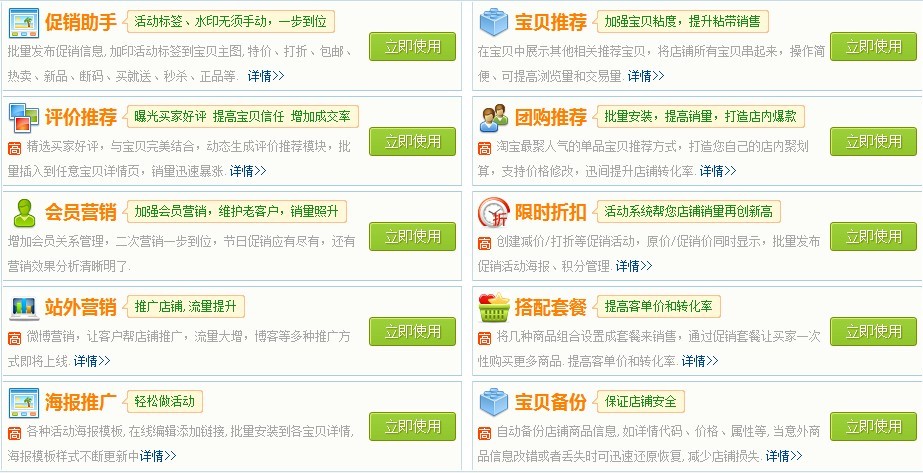 促销助手 活动标签、水印无须手动，一步到位
批量发布促销信息, 加印活动标签到宝贝主图, 特价、打折、包邮、
热卖、新品、断码、买就送、秒杀、正品等. 详情>>
立即使用
宝贝推荐 加强宝贝粘度，提升粘带销售
在宝贝中展示其他相关推荐宝贝，将店铺所有宝贝串起来，操作简
便、可提高浏览量和交易量. 详情>>
立即使用
评价推荐 曝光买家好评 提高宝贝信任 增加成交率
高 精选买家好评，与宝贝完美结合，动态生成评价推荐模块，批
量插入到任意宝贝详情页，销量迅速暴涨. 详情>>
立即使用
团购推荐 批量安装，提高销量，打造店内爆款
高 淘宝最聚人气的单品宝贝推荐方式，打造您自己的店内聚划
算，支持价格修改，迅间提升店铺转化率. 详情>>
立即使用
会员营销 加强会员营销，维护老客户，销量照升
增加会员关系管理，二次营销一步到位，节日促销应有尽有，还有
营销效果分析清晰明了.
立即使用
限时折扣 活动系统帮您店铺销量再创新高
折
高 创建减价/打折等促销活动，原价/促销价同时显示，批量发布
促销活动海报、积分管理. 详情>>
立即使用
站外营销 推广店铺, 流量提升
高 微博营销，让客户帮店铺推广，流量大增，博客等多种推广方
式即将上线. 详情>>
立即使用
搭配套餐 提高客单价和转化率
高 将几种商品组合设置成套餐来销售，通过促销套餐让买家一次
性购买更多商品. 提高客单价和转化率. 详情>>
立即使用
海报推广 轻松做活动
高 各种活动海报模板, 在线编辑添加链接, 批量安装到各宝贝详情,
海报模板样式不断更新中详情>>
立即使用
宝贝备份 保证店铺安全
高 自动备份店铺商品信息, 如详情代码、价格、属性等, 当意外商
品信息改错或者丢失时可迅速还原恢复, 减少店铺损失. 详情>>
立即使用